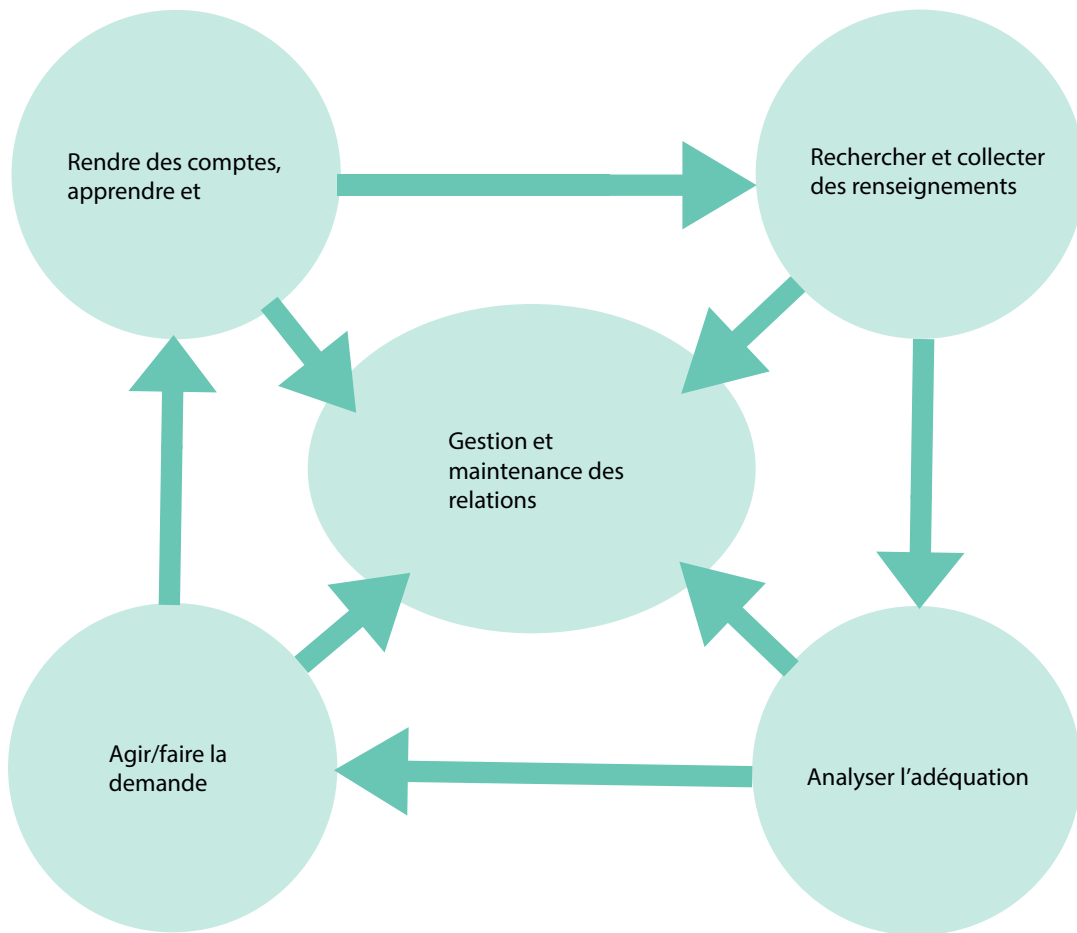 Rendre des comptes,
apprendre et
Rechercher et collecter
des renseignements
Gestion et
maintenance des
relations
Agir/faire la
demande
Analyser l’adéquation